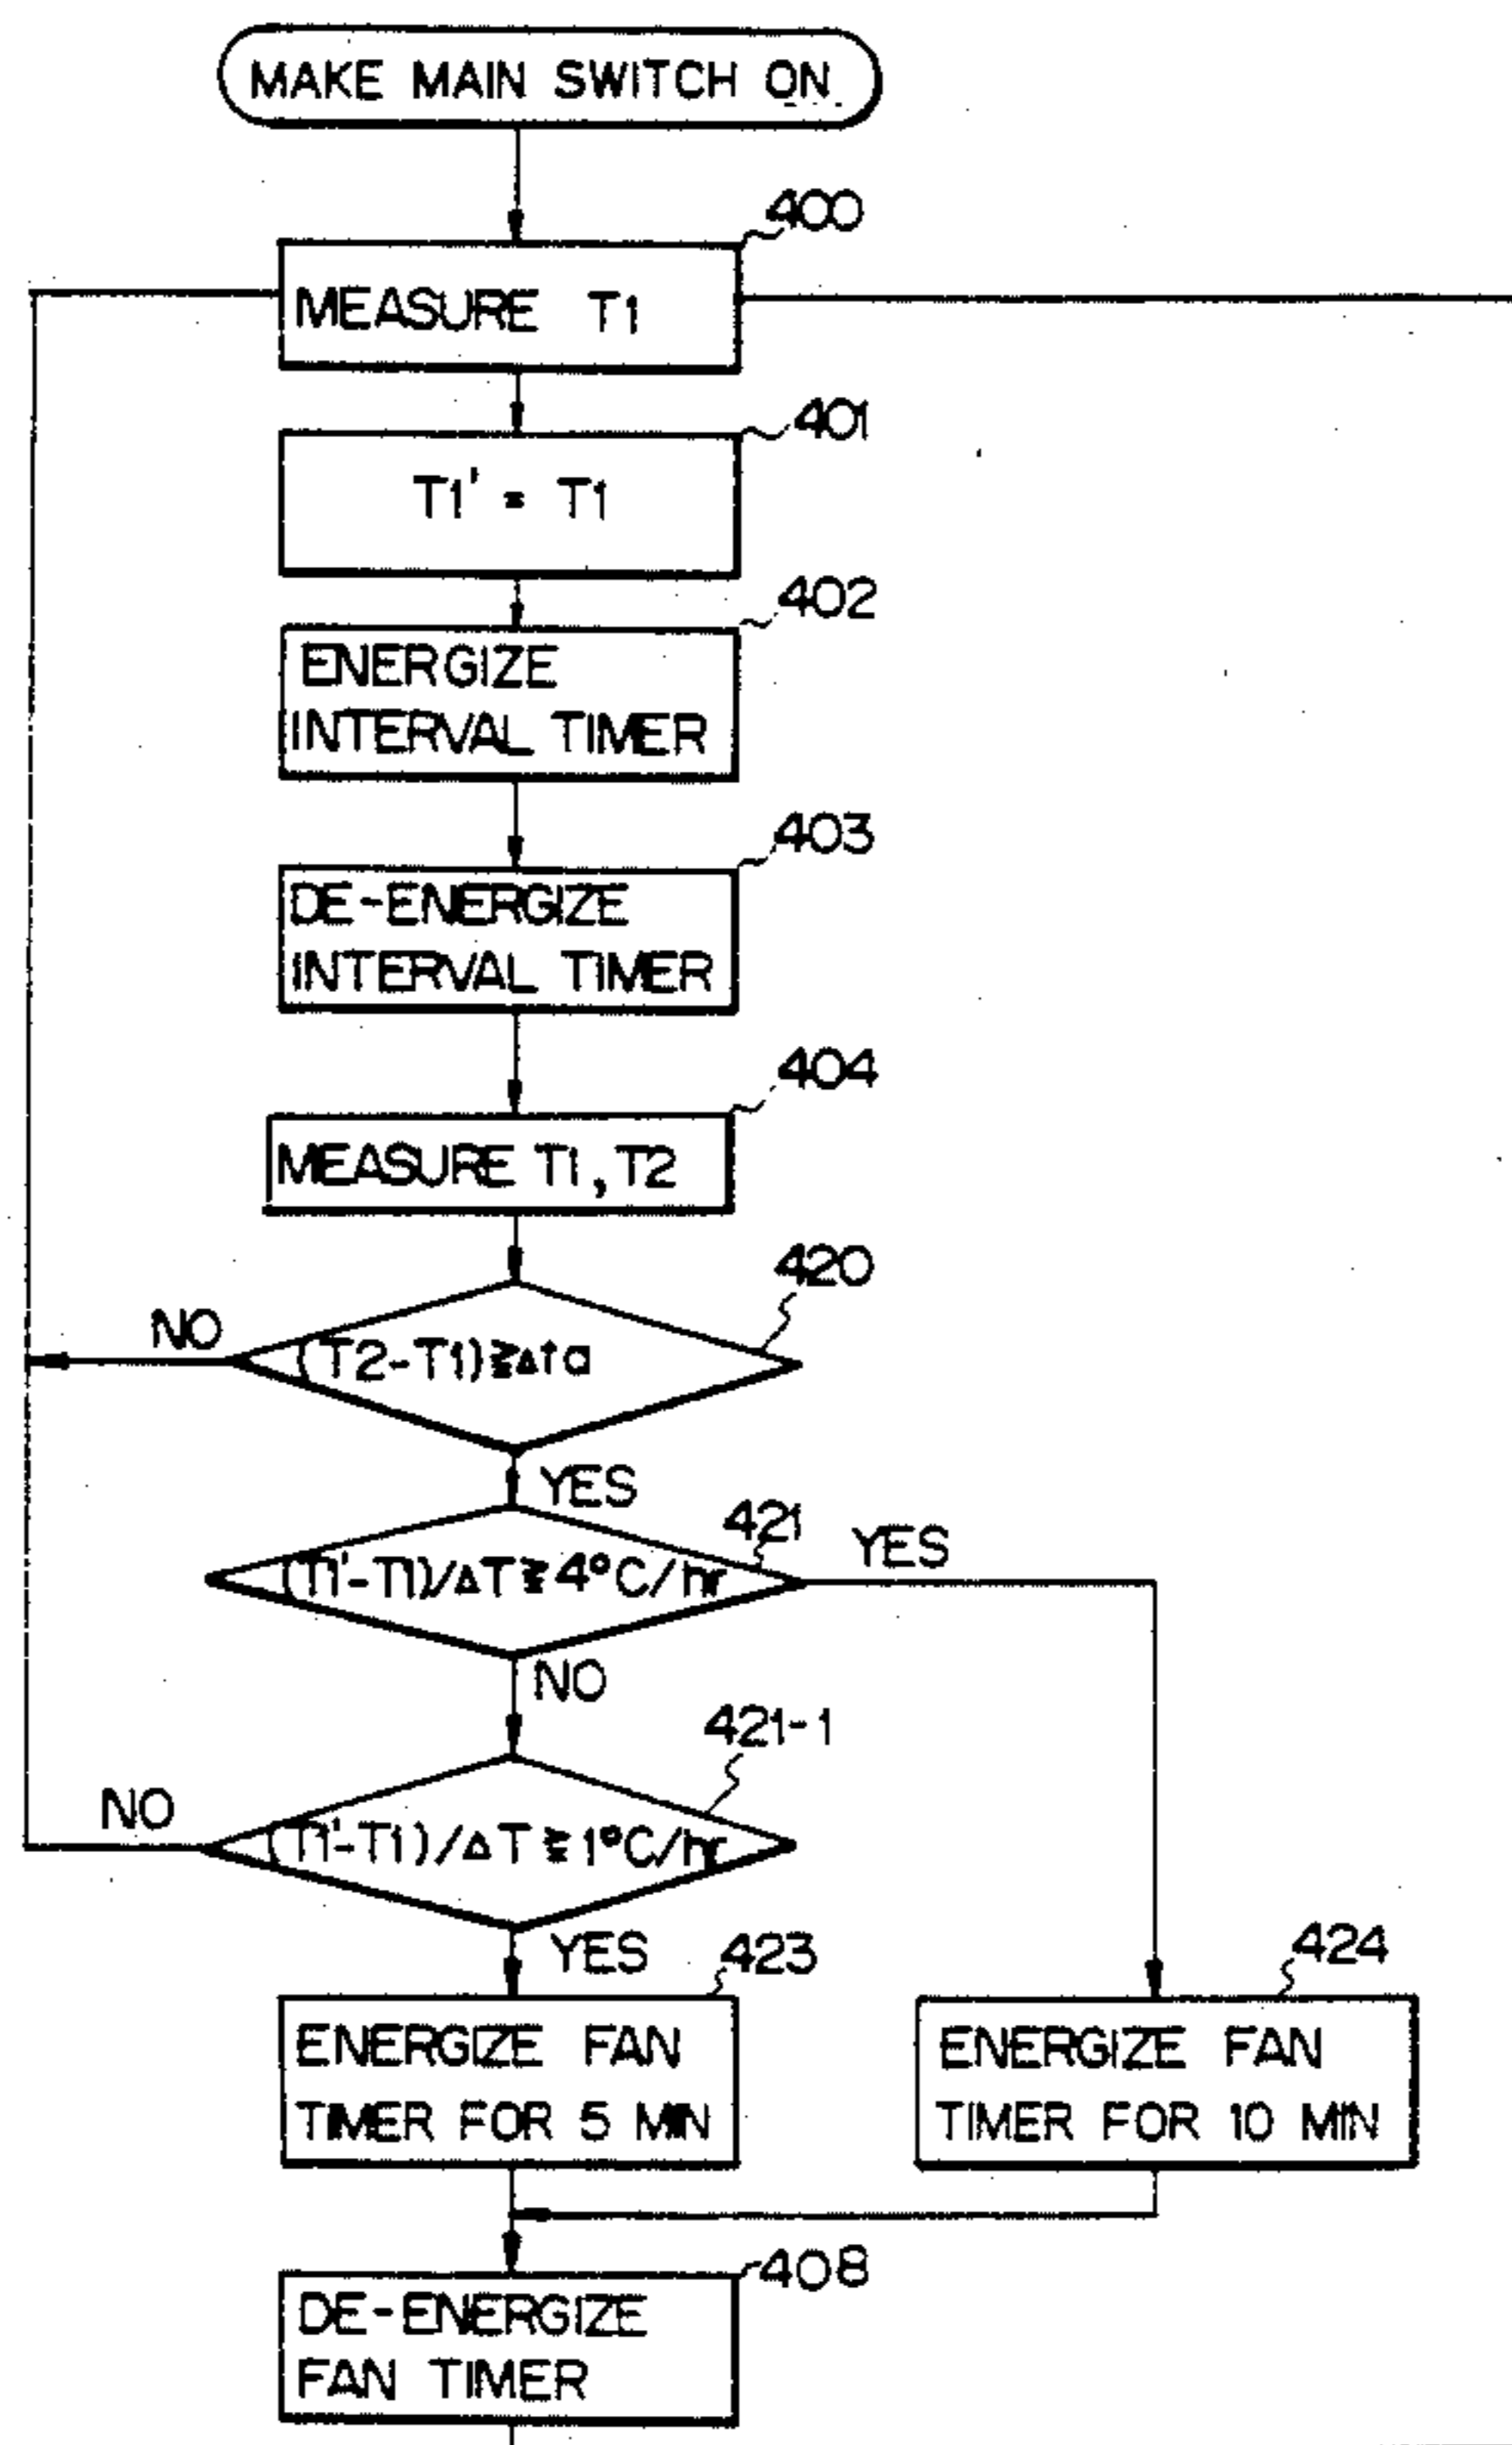 MAKE MAIN SWITCH ON
400
MEASURE T1
401
T1' = T1
402
ENERGIZE
INTERVAL TIMER
403
DE-ENERGIZE
INTERVAL TIMER
404
MEASURE T1, T2
420
NO
(T2-T1)≧Δta
YES
421
YES
(T1'-T1)/ΔT≧4°C/hr
NO
421-1
NO
(T1'-T1)/ΔT≧1°C/hr
YES
423
424
ENERGIZE FAN
TIMER FOR 5 MIN
ENERGIZE FAN
TIMER FOR 10 MIN
408
DE-ENERGIZE
FAN TIMER